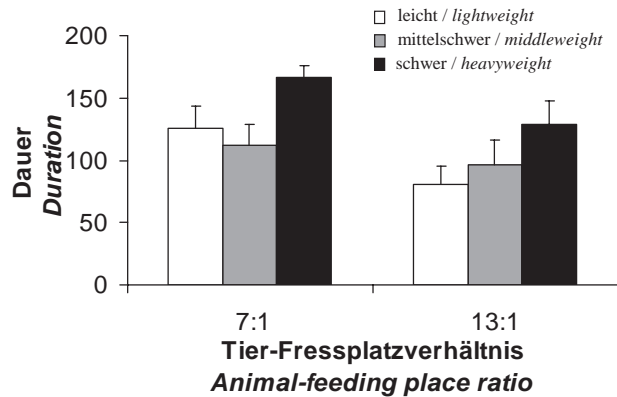 leicht / lightweight
mittelschwer / middleweight
schwer / heavyweight
200
150
100
50
0
Dauer
Duration
7:1 13:1
Tier-Fressplatzverhältnis
Animal-feeding place ratio